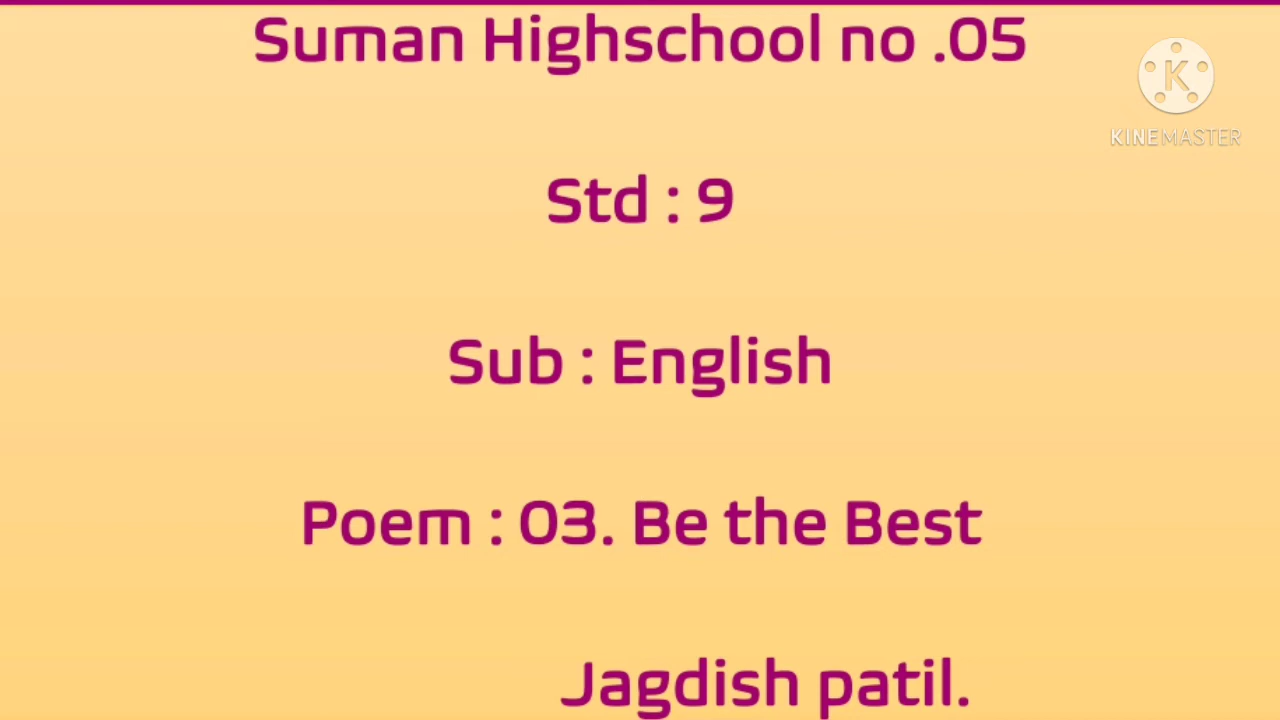 Suman Highschool no .05
KINEMASTER
Std : 9
Sub : English
Poem : 03. Be the Best
Jagdish patil.